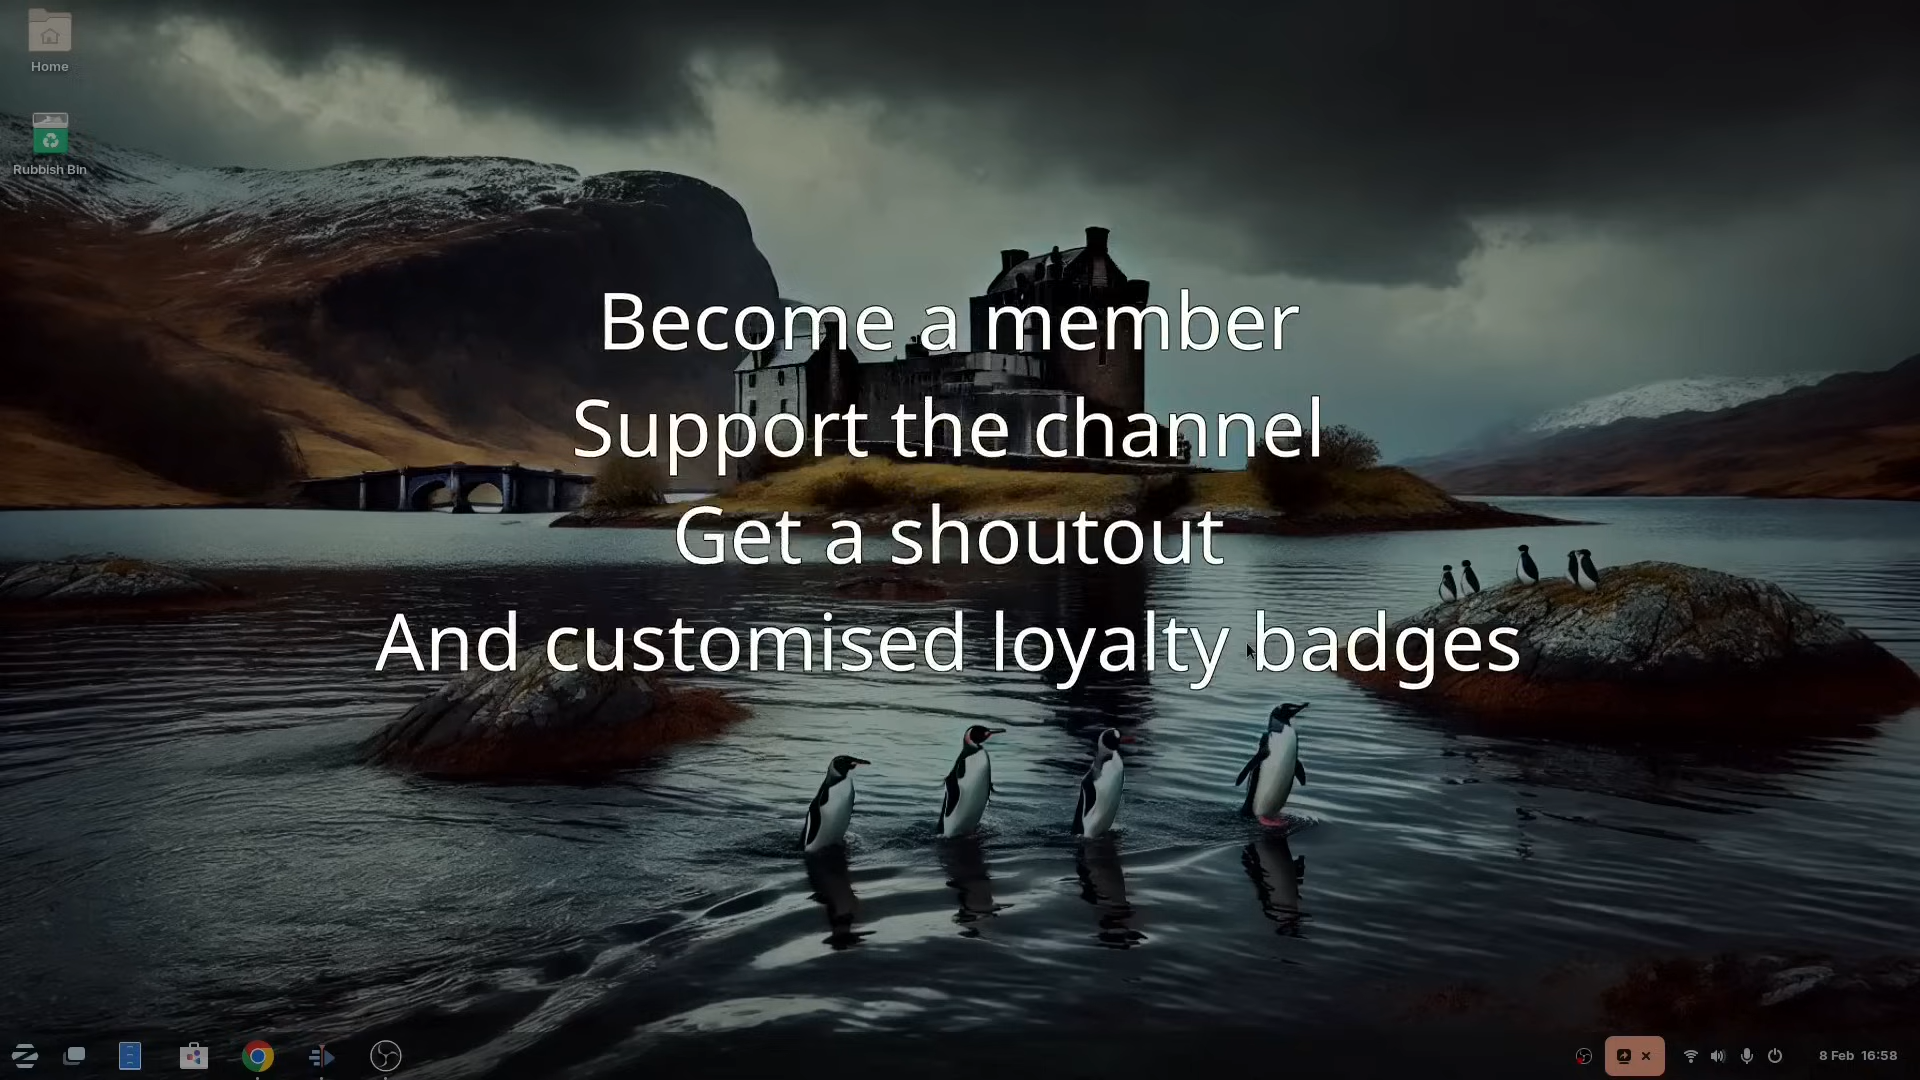 Home
Rubbish Bin
Become a member
Support the channel
Get a shoutout
And customised loyalty badges
8 Feb 16:58